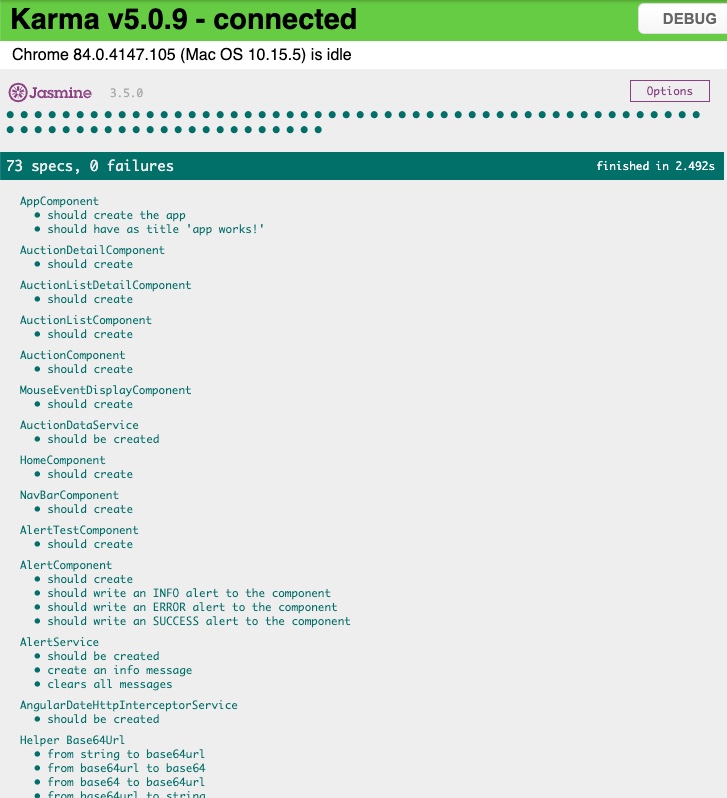 Karma v5.0.9 - connected
DEBUG
Chrome 84.0.4147.105 (Mac OS 10.15.5) is idle
Jasmine 3.5.0
Options
73 specs, 0 failures
finished in 2.492s
AppComponent
• should create the app
• should have as title 'app works!'
AuctionDetailComponent
• should create
AuctionListDetailComponent
• should create
AuctionListComponent
• should create
AuctionComponent
• should create
MouseEventDisplayComponent
• should create
AuctionDataService
• should be created
HomeComponent
• should create
NavBarComponent
• should create
AlertTestComponent
• should create
AlertComponent
• should create
• should write an INFO alert to the component
• should write an ERROR alert to the component
• should write an SUCCESS alert to the component
AlertService
• should be created
• create an info message
• clears all messages
AngularDateHttpInterceptorService
• should be created
Helper Base64Url
• from string to base64url
• from base64url to base64
• from base64 to base64url
• from base64url to string